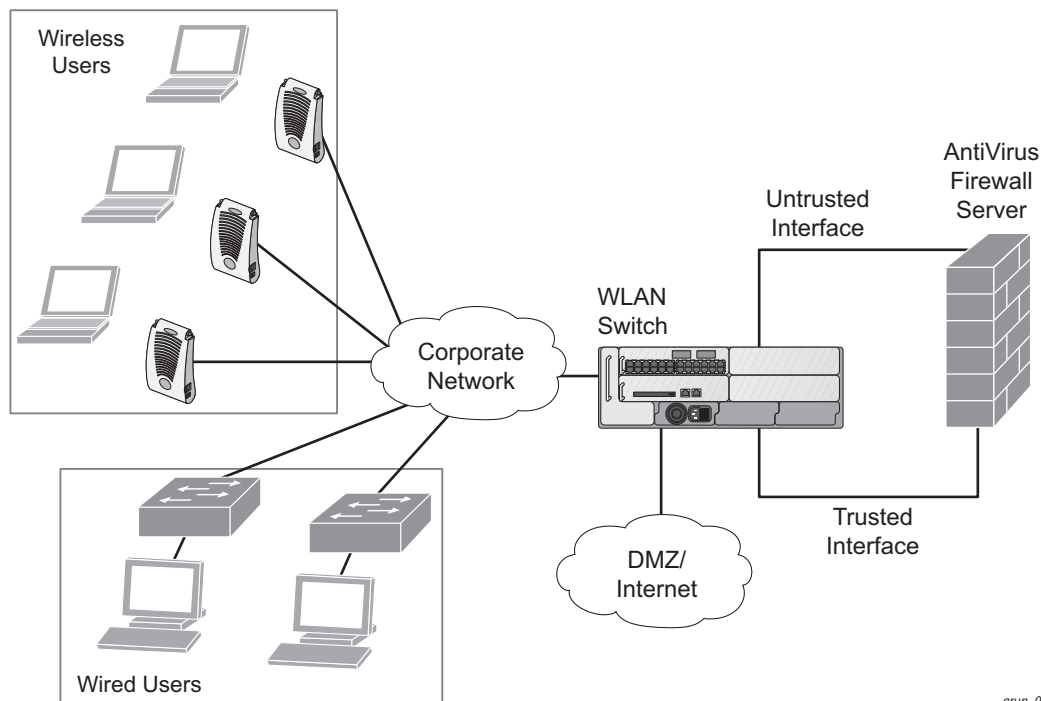 Wireless
Users
AntiVirus
Firewall
Server
Untrusted
Interface
WLAN
Switch
Corporate
Network
Trusted
Interface
DMZ/
Internet
Wired Users